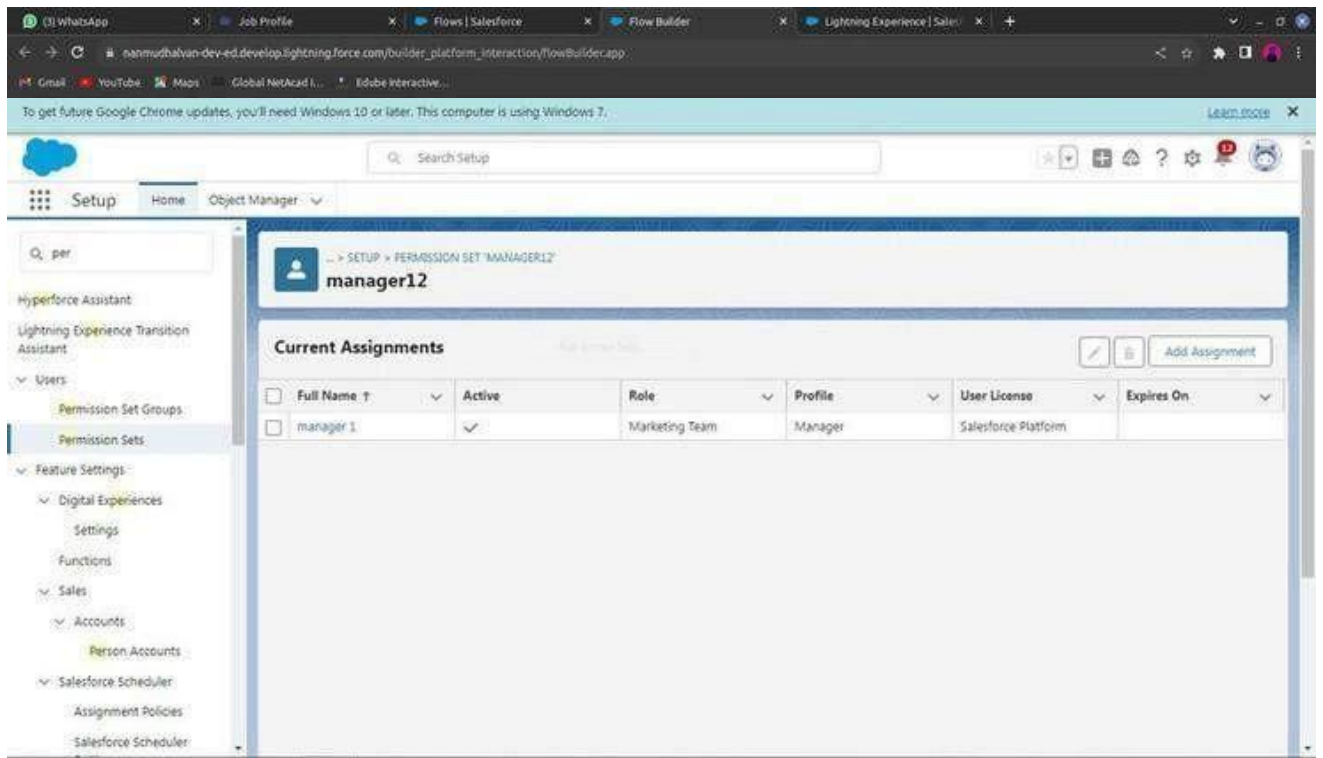 (3) WhatsApp
Job Profile
Flows | Salesforce
Flow Builder
Lightning Experience | Sales
nanmudhalvan-dev-ed.develop.lightning.force.com/builder_platform_interaction/flowBuilder.app
Gmail YouTube Maps Global NetAcad I... Edube Interactive...
To get future Google Chrome updates, you'll need Windows 10 or later. This computer is using Windows 7.
Learn more
Search Setup
12
Setup Home Object Manager
per
Hyperforce Assistant
Lightning Experience Transition
Assistant
Users
Permission Set Groups
Permission Sets
Feature Settings
Digital Experiences
Settings
Functions
Sales
Accounts
Person Accounts
Salesforce Scheduler
Assignment Policies
Salesforce Scheduler
... > SETUP > PERMISSION SET 'MANAGER12'
manager12
Current Assignments
Add Assignment
Full Name ↑ Active Role Profile User License Expires On
manager 1 Marketing Team Manager Salesforce Platform